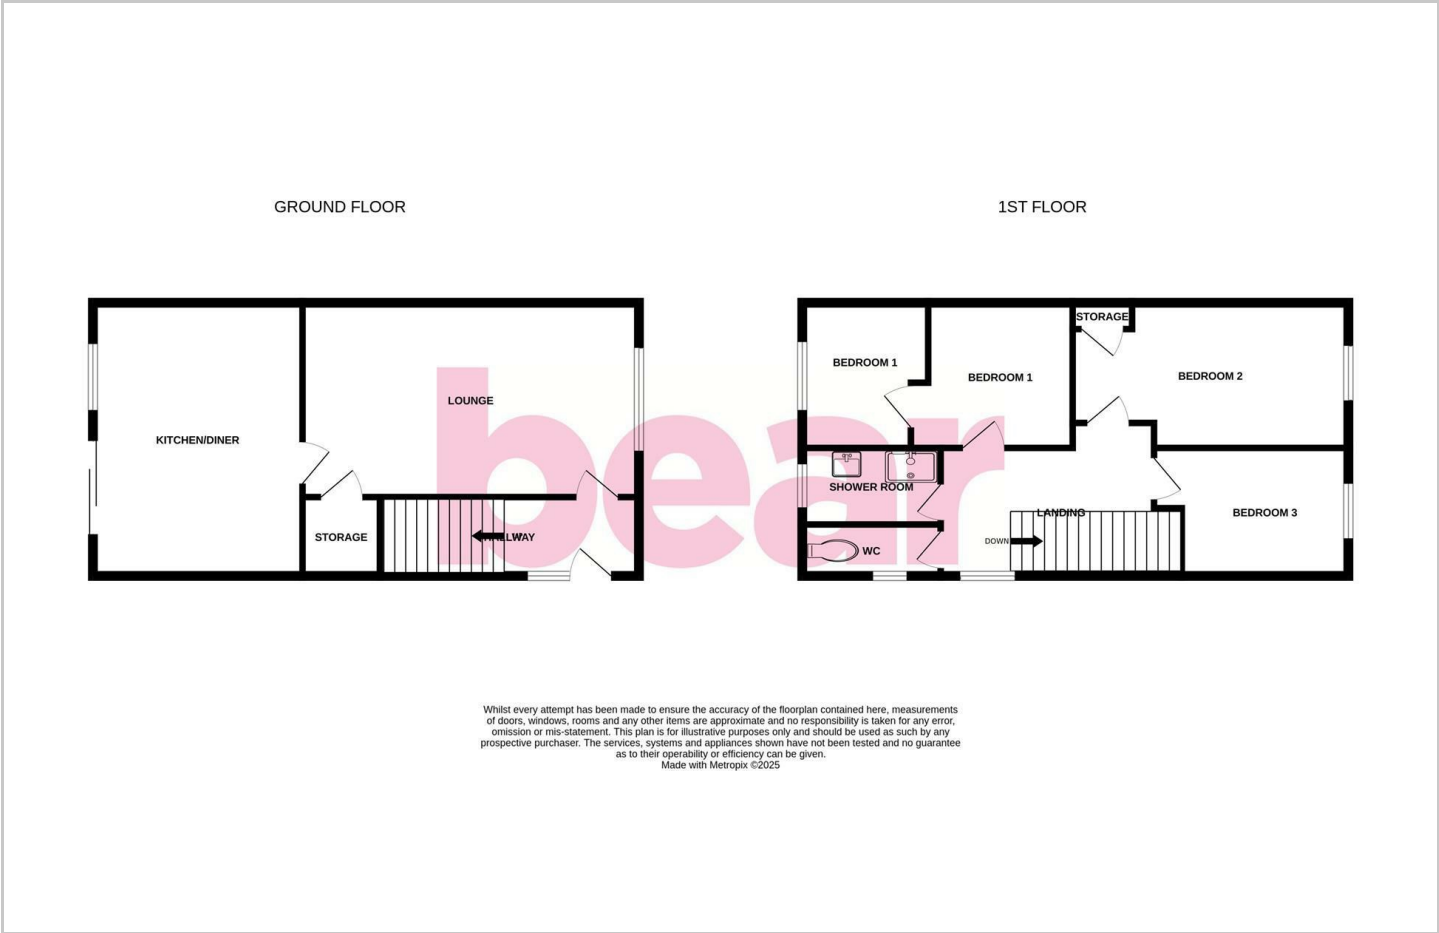 GROUND FLOOR
1ST FLOOR
KITCHEN/DINER
LOUNGE
STORAGE
UP
HALLWAY
STORAGE
BEDROOM 1
BEDROOM 1
BEDROOM 2
SHOWER ROOM
LANDING
BEDROOM 3
DOWN
WC
bear
Whilst every attempt has been made to ensure the accuracy of the floorplan contained here, measurements
of doors, windows, rooms and any other items are approximate and no responsibility is taken for any error,
omission or mis-statement. This plan is for illustrative purposes only and should be used as such by any
prospective purchaser. The services, systems and appliances shown have not been tested and no guarantee
as to their operability or efficiency can be given.
Made with Metropix ©2025